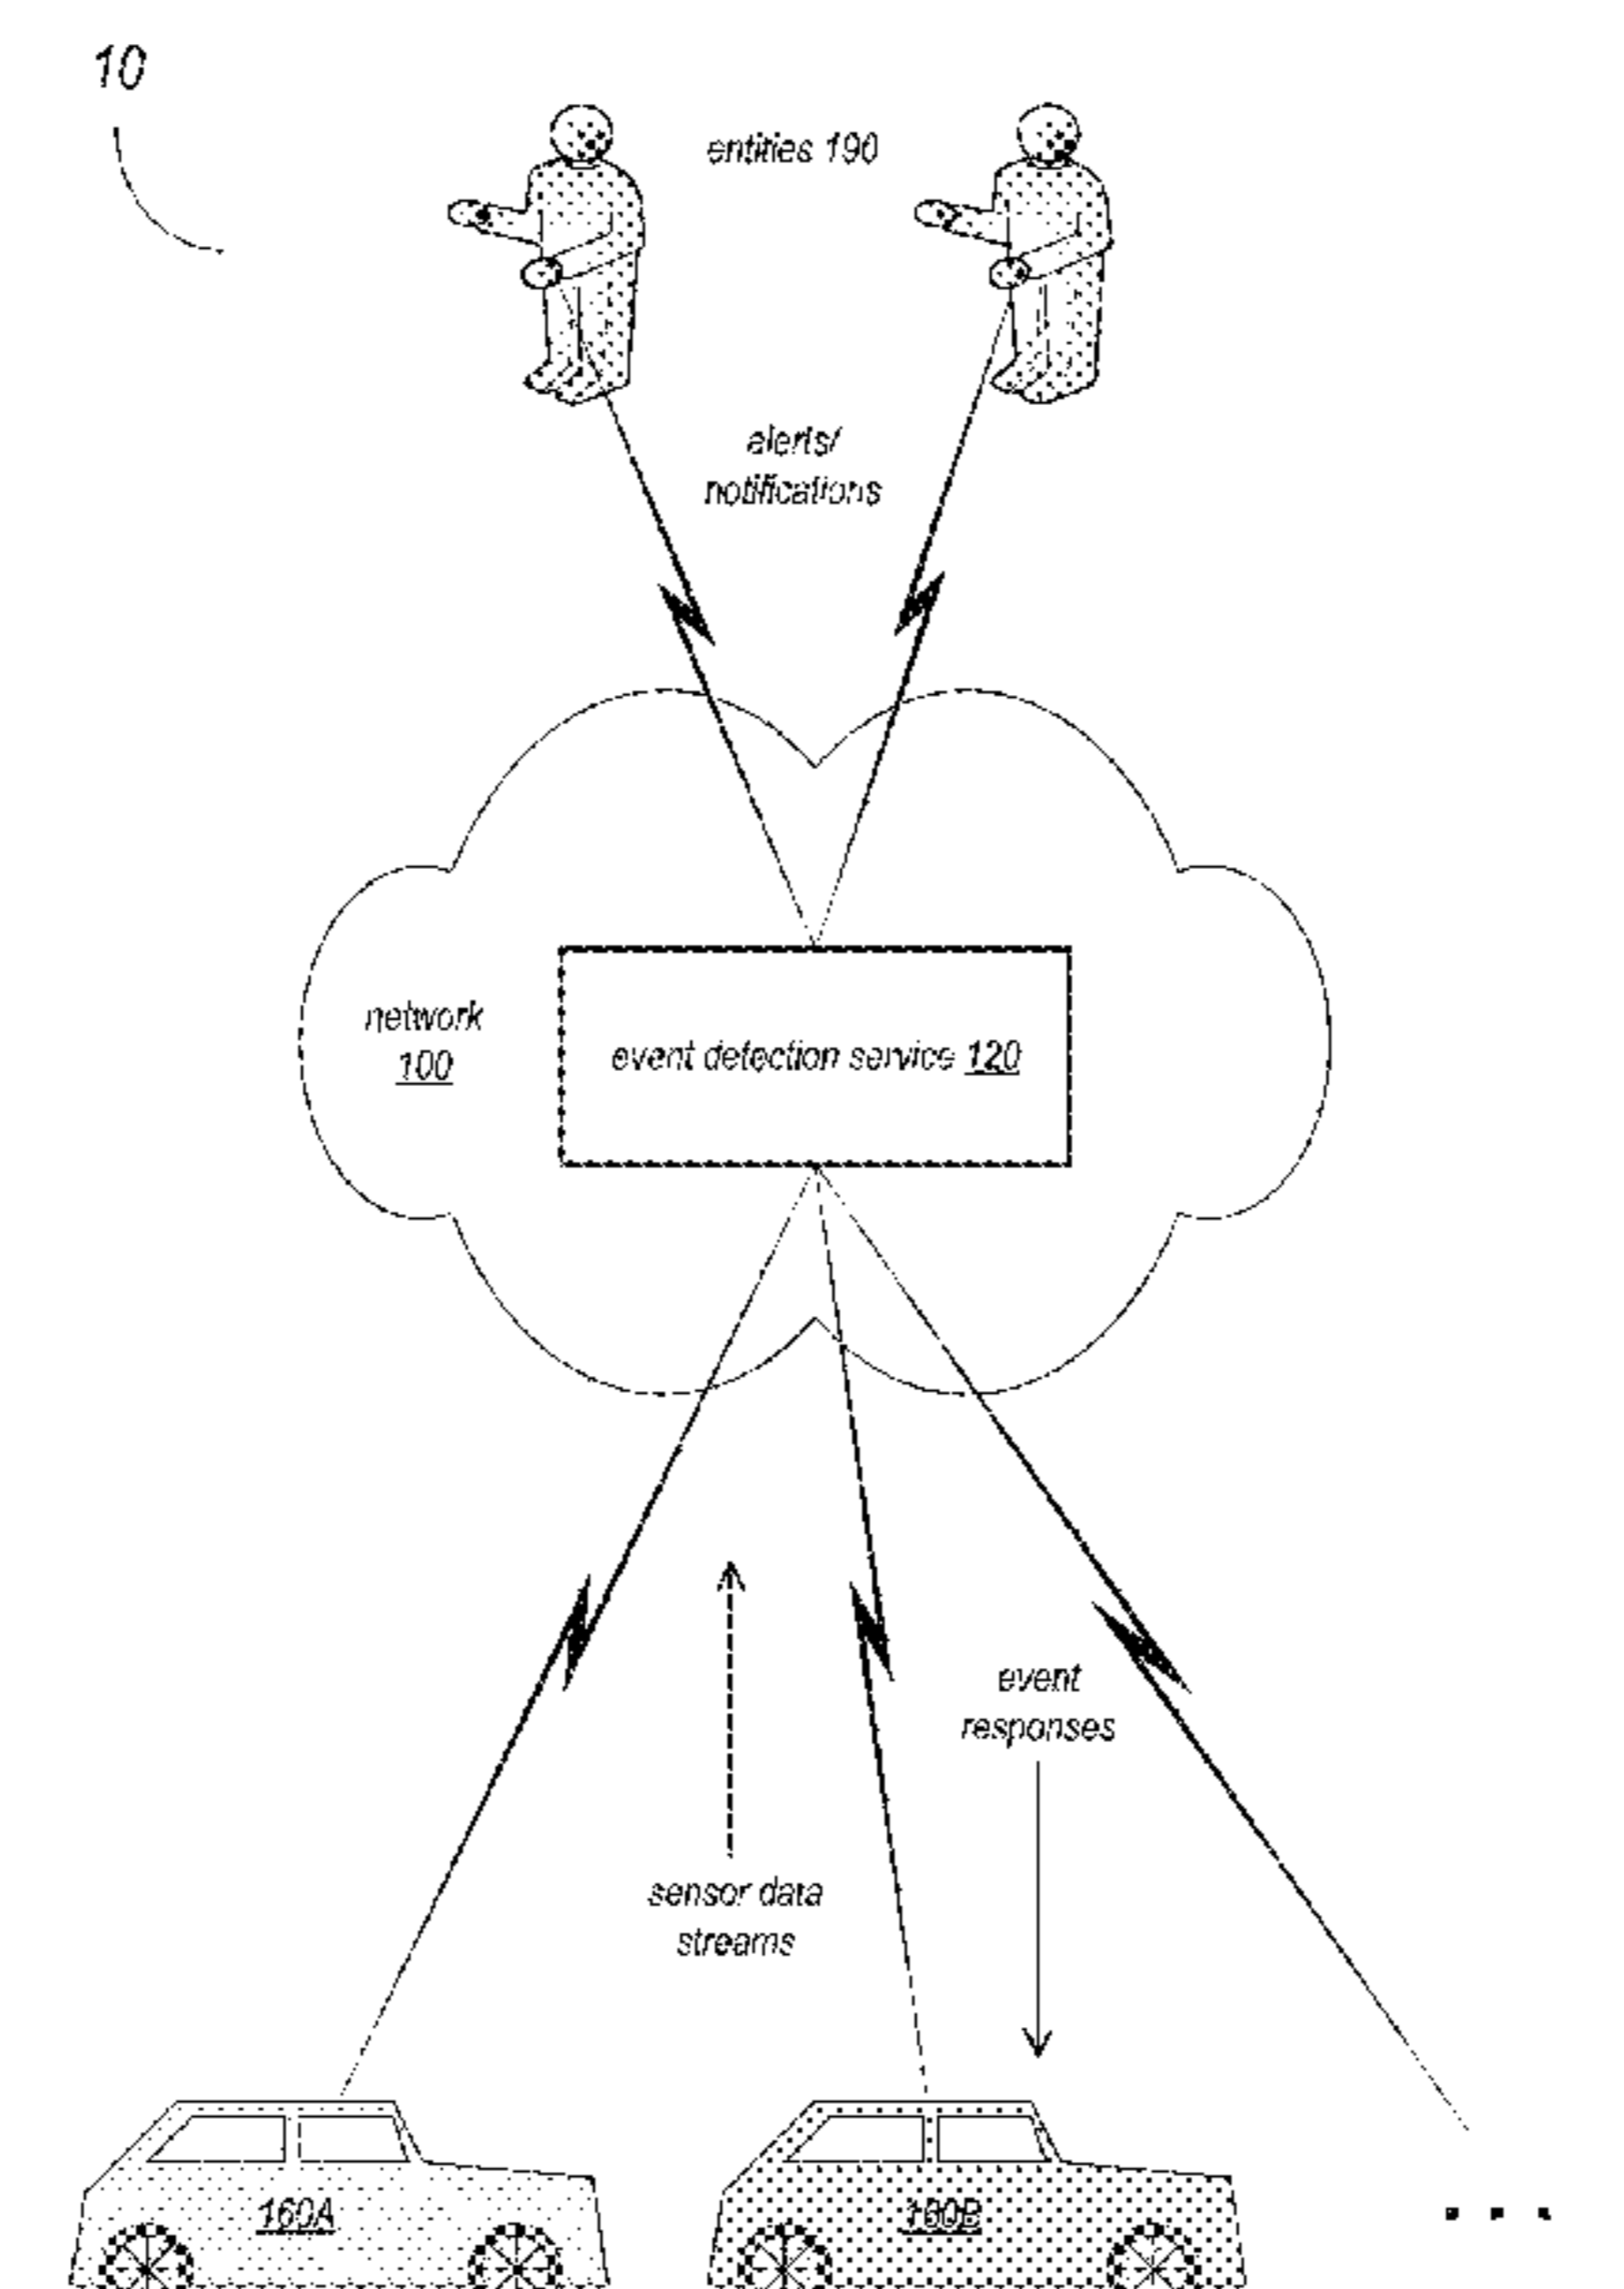 10
entities 190
alerts/
notifications
network
100
event detection service 120
event
responses
sensor data
streams
160A
160B